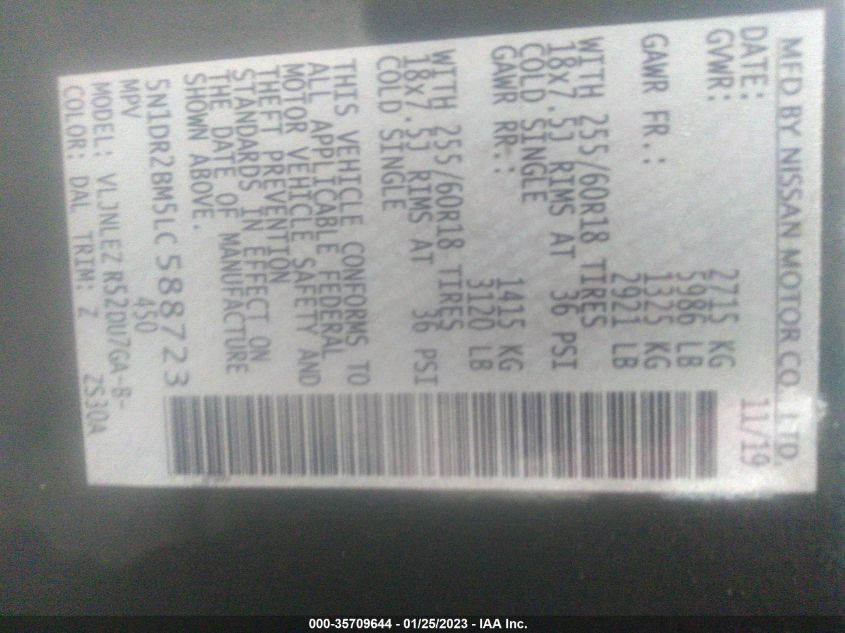 MFD BY NISSAN MOTOR CO., LTD.
DATE: 11/19
GVWR: 2715 KG
5986 LB
GAWR FR.: 1325 KG
2921 LB
WITH 255/60R18 TIRES
18x7.5J RIMS AT 36 PSI
COLD SINGLE
GAWR RR.: 1415 KG
3120 LB
WITH 255/60R18 TIRES
18x7.5J RIMS AT 36 PSI
COLD SINGLE
THIS VEHICLE CONFORMS TO
ALL APPLICABLE FEDERAL
MOTOR VEHICLE SAFETY AND
THEFT PREVENTION
STANDARDS IN EFFECT ON
THE DATE OF MANUFACTURE
SHOWN ABOVE.
5N1DR2BM5LC588723
MPV 450
MODEL: VLJNLEZ R52DU7GA-B-
COLOR: DAL TRIM: Z 2S30A
000-35709644 - 01/25/2023 - IAA Inc.